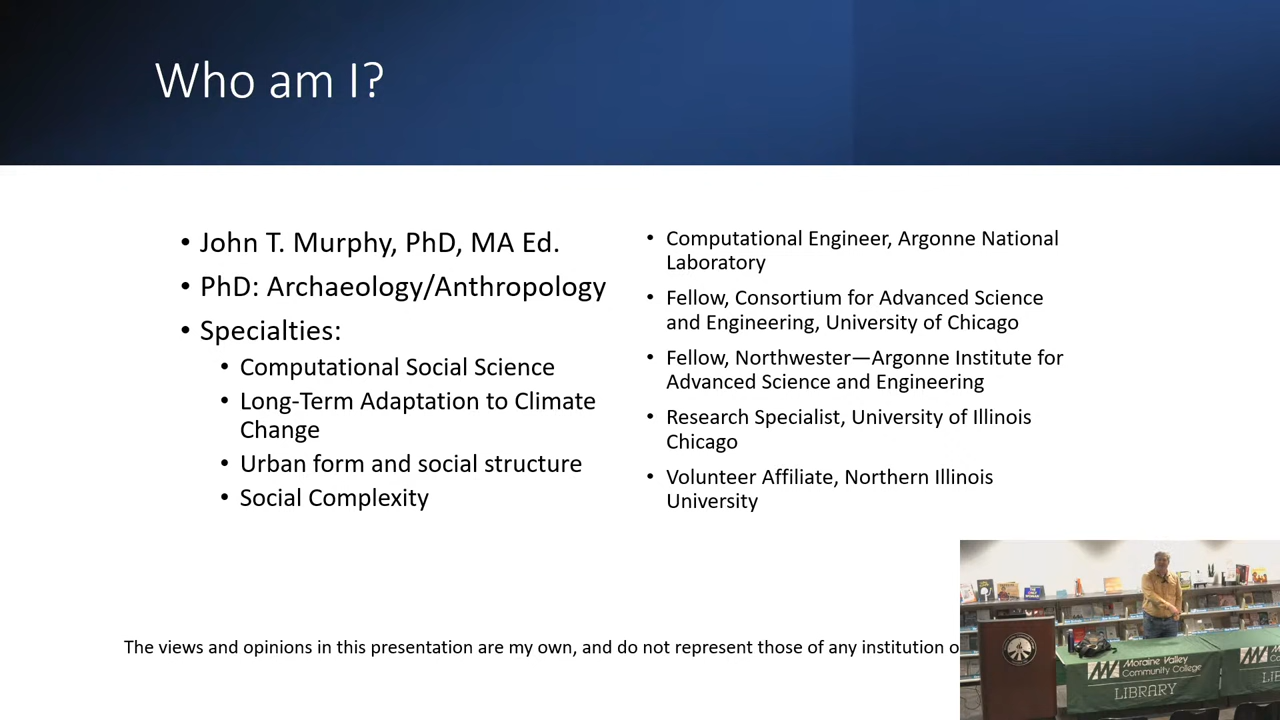 Who am I?
• John T. Murphy, PhD, MA Ed.
• PhD: Archaeology/Anthropology
• Specialties:
• Computational Social Science
• Long-Term Adaptation to Climate
Change
• Urban form and social structure
• Social Complexity
• Computational Engineer, Argonne National
Laboratory
• Fellow, Consortium for Advanced Science
and Engineering, University of Chicago
• Fellow, Northwester—Argonne Institute for
Advanced Science and Engineering
• Research Specialist, University of Illinois
Chicago
• Volunteer Affiliate, Northern Illinois
University
The views and opinions in this presentation are my own, and do not represent those of any institution o
Moraine Valley
Community College
LIBRARY